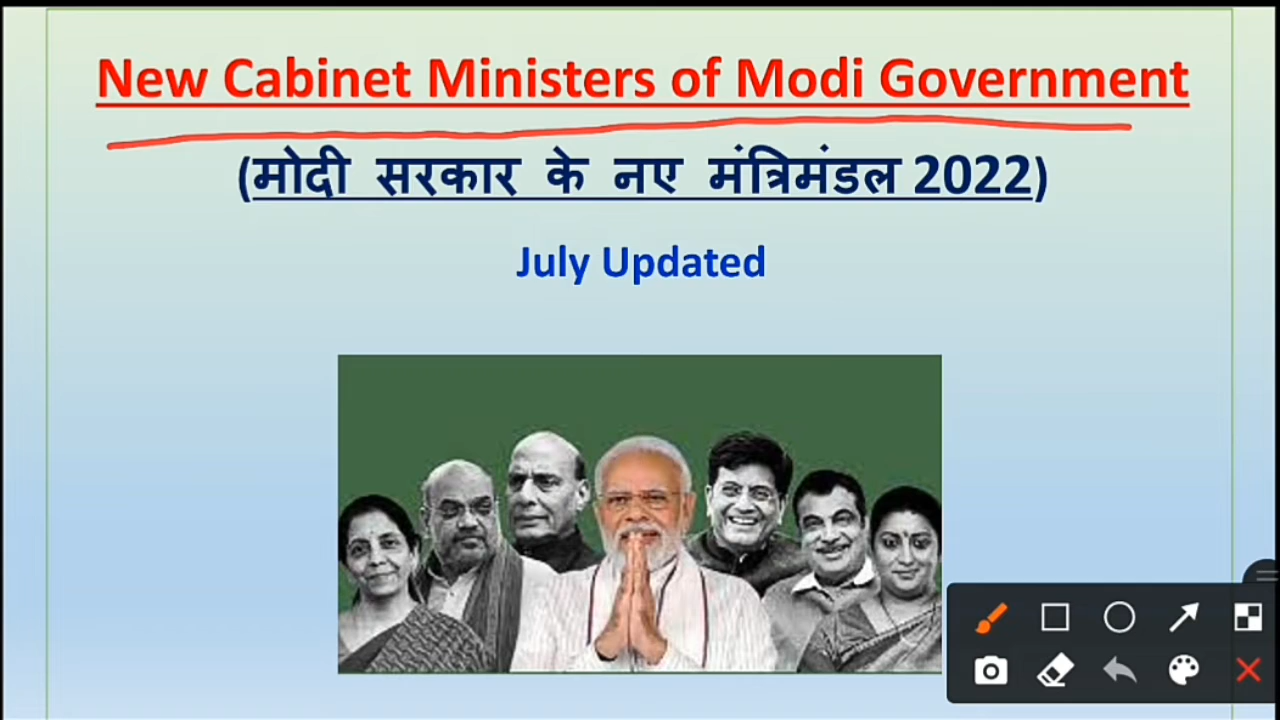 New Cabinet Ministers of Modi Government
(मोदी सरकार के नए मंत्रिमंडल 2022)
July Updated